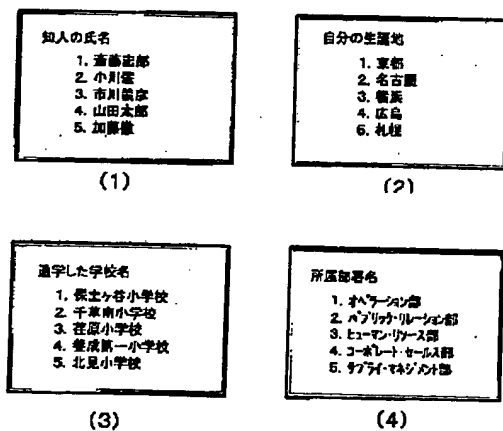 知人の氏名
1. 斎藤忠郎
2. 小川信
3. 市川義彦
4. 山田太郎
5. 加藤徹
(1)
自分の生誕地
1. 京都
2. 名古屋
3. 横浜
4. 広島
5. 札幌
(2)
通学した学校名
1. 保土ヶ谷小学校
2. 千草南小学校
3. 荏原小学校
4. 養成第一小学校
5. 北見小学校
(3)
所属部署名
1. オペラーション部
2. パブリック・リレーション部
3. ヒューマン・リソース部
4. コーポレート・セールス部
5. サプライ・マネジメント部
(4)